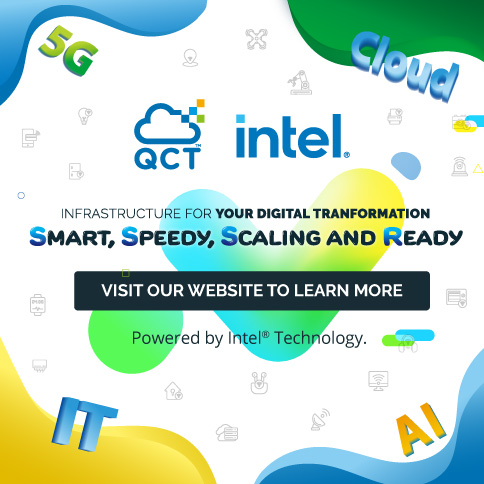 5G
Cloud
QCT™
intel®
INFRASTRUCTURE FOR YOUR DIGITAL TRANFORMATION
SMART, SPEEDY, SCALING AND READY
VISIT OUR WEBSITE TO LEARN MORE
Powered by Intel® Technology.
IT
AI